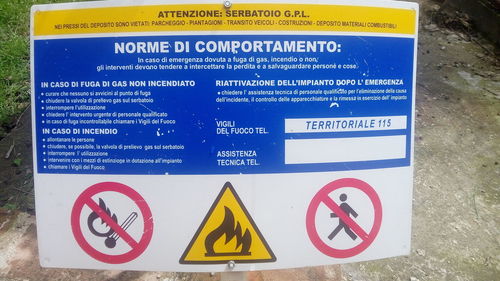 ATTENZIONE: SERBATOIO G.P.L.
NEI PRESSI DEL DEPOSITO SONO VIETATI: PARCHEGGIO - PIANTAGIONI - TRANSITO VEICOLI - COSTRUZIONI - DEPOSITO MATERIALI COMBUSTIBILI
NORME DI COMPORTAMENTO:
In caso di emergenza dovuta a fuga di gas, incendio o non;
gli interventi devono tendere a intercettare la perdita e a salvaguardare persone e cose.
IN CASO DI FUGA DI GAS NON INCENDIATO
• curare che nessuno si avvicini al punto di fuga
• chiudere la valvola di prelievo gas sul serbatoio
• interrompere l'utilizzazione
• chiedere l'intervento urgente di personale qualificato
• in caso di fuga incontrollabile chiamare i Vigili del Fuoco
IN CASO DI INCENDIO
• allontanare le persone
• chiudere, se possibile, la valvola di prelievo gas sul serbatoio
• interrompere l'utilizzazione
• intervenire con i mezzi di estinzione in dotazione all'impianto
• chiamare i Vigili del Fuoco
RIATTIVAZIONE DELL'IMPIANTO DOPO L'EMERGENZA
• chiedere l'assistenza tecnica di personale qualificato per l'eliminazione della causa
dell'incidente, il controllo delle apparecchiature e la rimessa in esercizio dell'impianto
VIGILI
DEL FUOCO TEL.
TERRITORIALE 115
ASSISTENZA
TECNICA TEL.